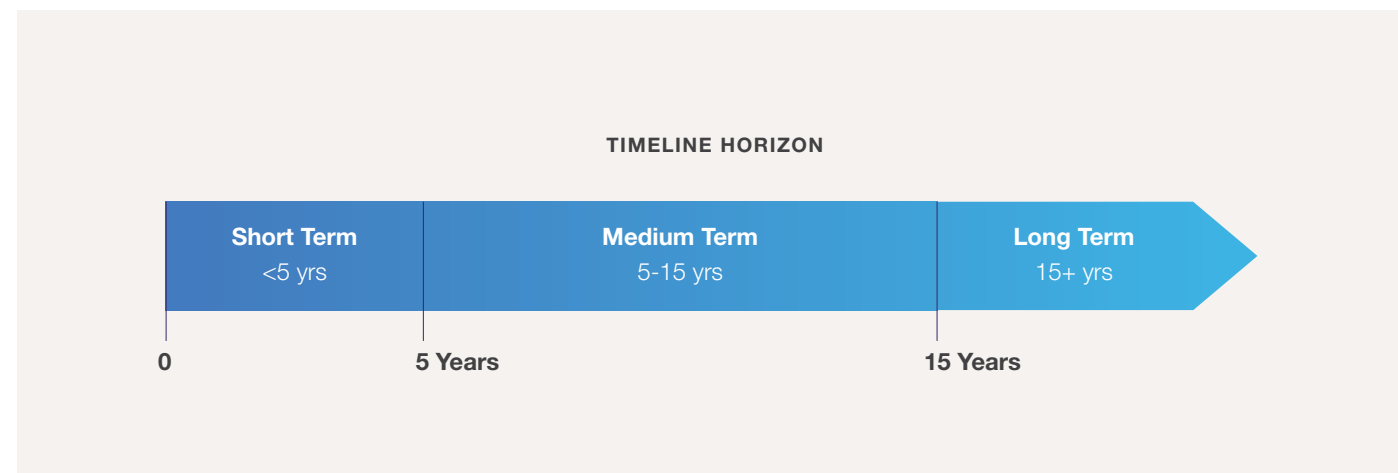 TIMELINE HORIZON
Short Term
<5 yrs
Medium Term
5-15 yrs
Long Term
15+ yrs
0
5 Years
15 Years